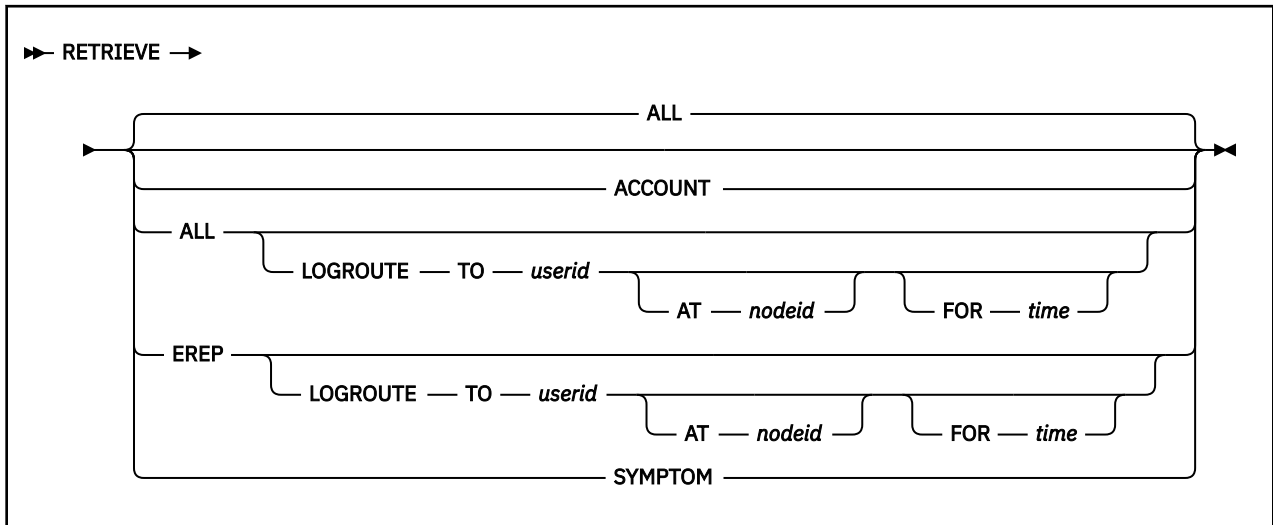 RETRIEVE
ALL
ACCOUNT
ALL
LOGROUTE TO userid
AT nodeid FOR time
EREP
LOGROUTE TO userid
AT nodeid FOR time
SYMPTOM